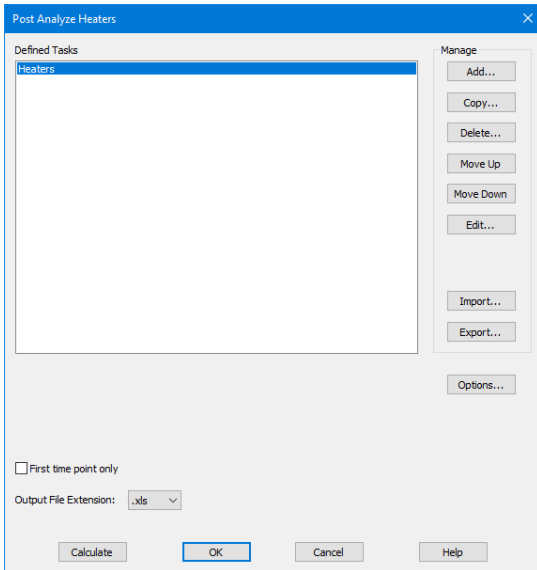 Post Analyze Heaters
Defined Tasks
Heaters
Manage
Add...
Copy...
Delete...
Move Up
Move Down
Edit...
Import...
Export...
Options...
First time point only
Output File Extension: .xls
Calculate OK Cancel Help